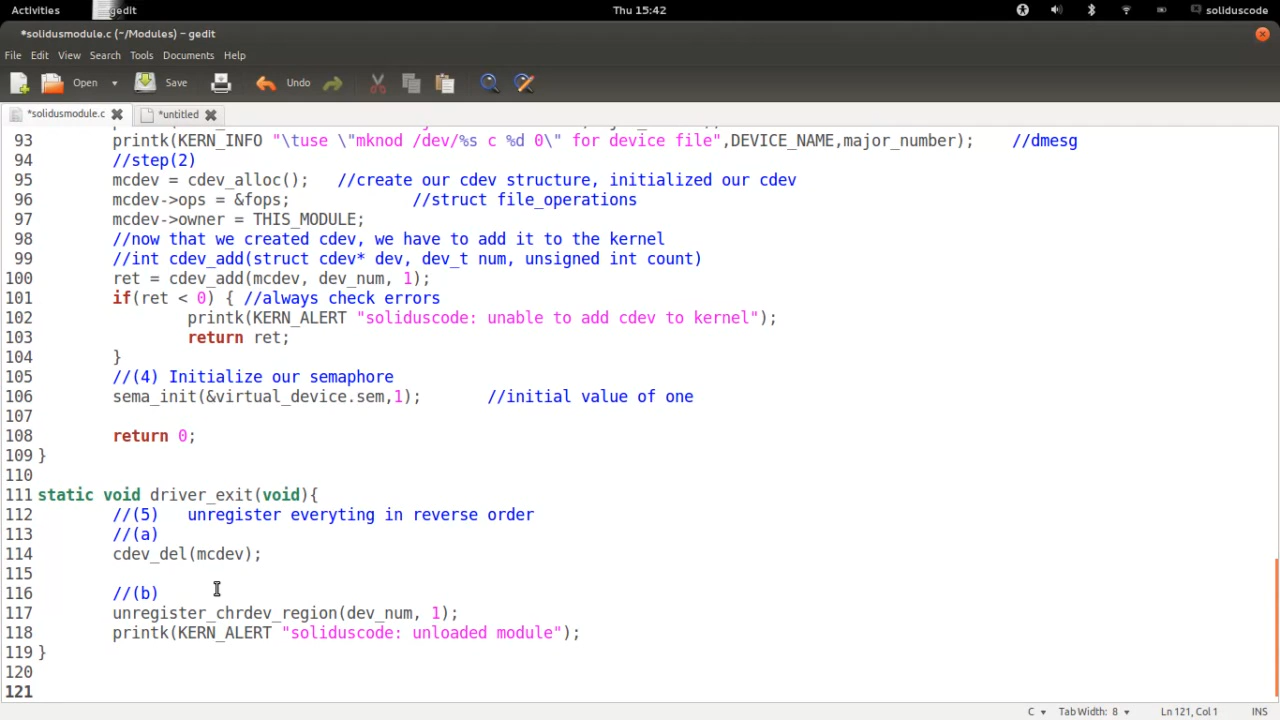 Activities gedit Thu 15:42 soliduscode
*solidusmodule.c (~/Modules) – gedit
File Edit View Search Tools Documents Help
Open Save Undo
*solidusmodule.c *untitled
93 printk(KERN_INFO "\tuse \"mknod /dev/%s c %d 0\" for device file",DEVICE_NAME,major_number); //dmesg
94 //step(2)
95 mcdev = cdev_alloc(); //create our cdev structure, initialized our cdev
96 mcdev->ops = &fops; //struct file_operations
97 mcdev->owner = THIS_MODULE;
98 //now that we created cdev, we have to add it to the kernel
99 //int cdev_add(struct cdev* dev, dev_t num, unsigned int count)
100 ret = cdev_add(mcdev, dev_num, 1);
101 if(ret < 0) { //always check errors
102 printk(KERN_ALERT "soliduscode: unable to add cdev to kernel");
103 return ret;
104 }
105 //(4) Initialize our semaphore
106 sema_init(&virtual_device.sem,1); //initial value of one
107
108 return 0;
109 }
110
111 static void driver_exit(void){
112 //(5) unregister everyting in reverse order
113 //(a)
114 cdev_del(mcdev);
115
116 //(b)
117 unregister_chrdev_region(dev_num, 1);
118 printk(KERN_ALERT "soliduscode: unloaded module");
119 }
120
121
C Tab Width: 8 Ln 121, Col 1 INS